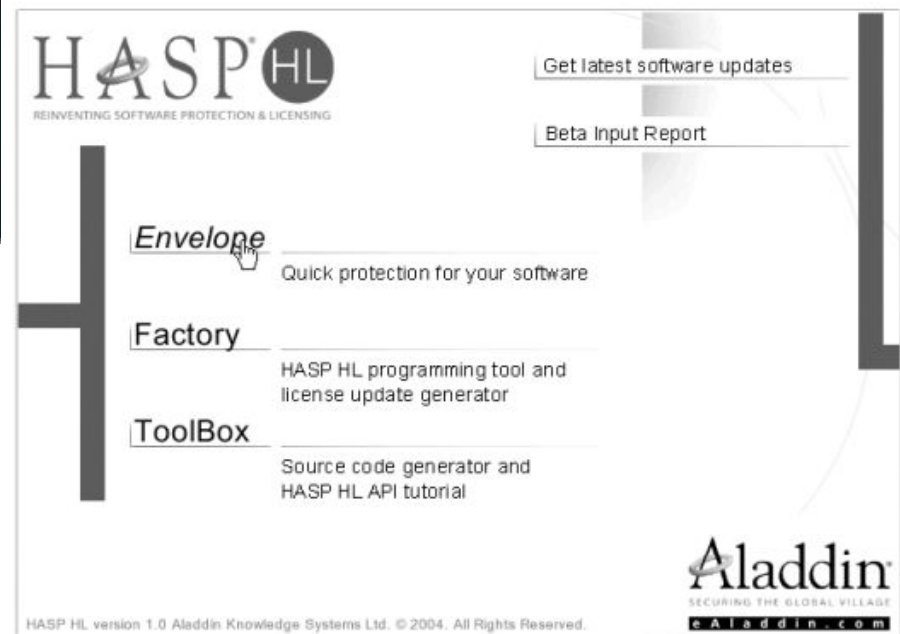 HASP HL
REINVENTING SOFTWARE PROTECTION & LICENSING
Get latest software updates
Beta Input Report
Envelope
Quick protection for your software
Factory
HASP HL programming tool and
license update generator
ToolBox
Source code generator and
HASP HL API tutorial
Aladdin
SECURING THE GLOBAL VILLAGE
eAladdin.com
HASP HL version 1.0 Aladdin Knowledge Systems Ltd. © 2004. All Rights Reserved.